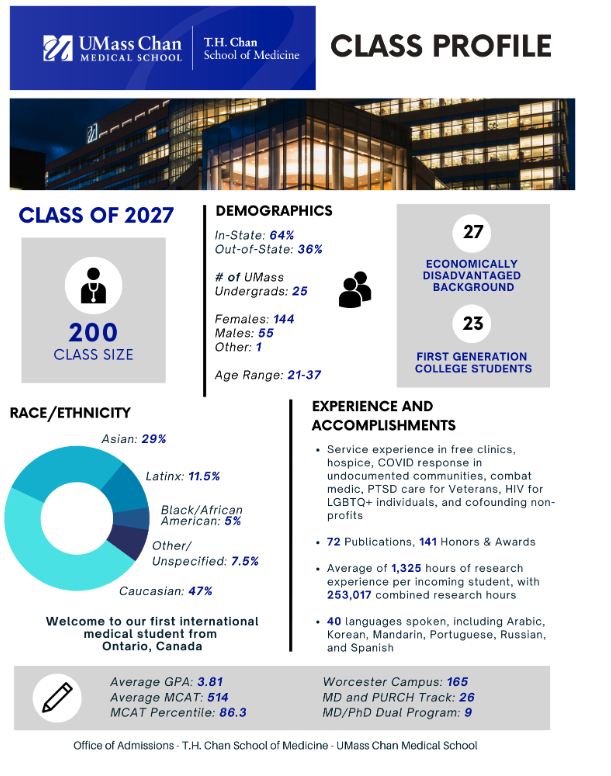 UMass Chan
MEDICAL SCHOOL
T.H. Chan
School of Medicine
CLASS PROFILE
CLASS OF 2027
200
CLASS SIZE
DEMOGRAPHICS
In-State: 64%
Out-of-State: 36%
# of UMass
Undergrads: 25
Females: 144
Males: 55
Other: 1
Age Range: 21-37
27
ECONOMICALLY
DISADVANTAGED
BACKGROUND
23
FIRST GENERATION
COLLEGE STUDENTS
RACE/ETHNICITY
Asian: 29%
Latinx: 11.5%
Black/African
American: 5%
Other/
Unspecified: 7.5%
Caucasian: 47%
Welcome to our first international
medical student from
Ontario, Canada
EXPERIENCE AND
ACCOMPLISHMENTS
• Service experience in free clinics,
hospice, COVID response in
undocumented communities, combat
medic, PTSD care for Veterans, HIV for
LGBTQ+ individuals, and cofounding non-
profits
• 72 Publications, 141 Honors & Awards
• Average of 1,325 hours of research
experience per incoming student, with
253,017 combined research hours
• 40 languages spoken, including Arabic,
Korean, Mandarin, Portuguese, Russian,
and Spanish
Average GPA: 3.81
Average MCAT: 514
MCAT Percentile: 86.3
Worcester Campus: 165
MD and PURCH Track: 26
MD/PhD Dual Program: 9
Office of Admissions - T.H. Chan School of Medicine - UMass Chan Medical School